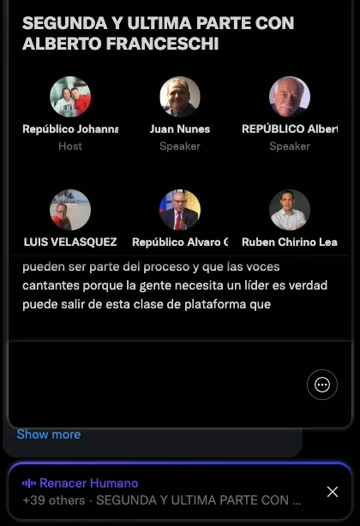 SEGUNDA Y ULTIMA PARTE CON
ALBERTO FRANCESCHI
Repúblico Johanna
Juan Nunes
REPÚBLICO Albert
Host
Speaker
Speaker
LUIS VELASQUEZ
Repúblico Alvaro G
Ruben Chirino Lea
pueden ser parte del proceso y que las voces
cantantes porque la gente necesita un líder es verdad
puede salir de esta clase de plataforma que
Show more
Renacer Humano
+39 others · SEGUNDA Y ULTIMA PARTE CON ...